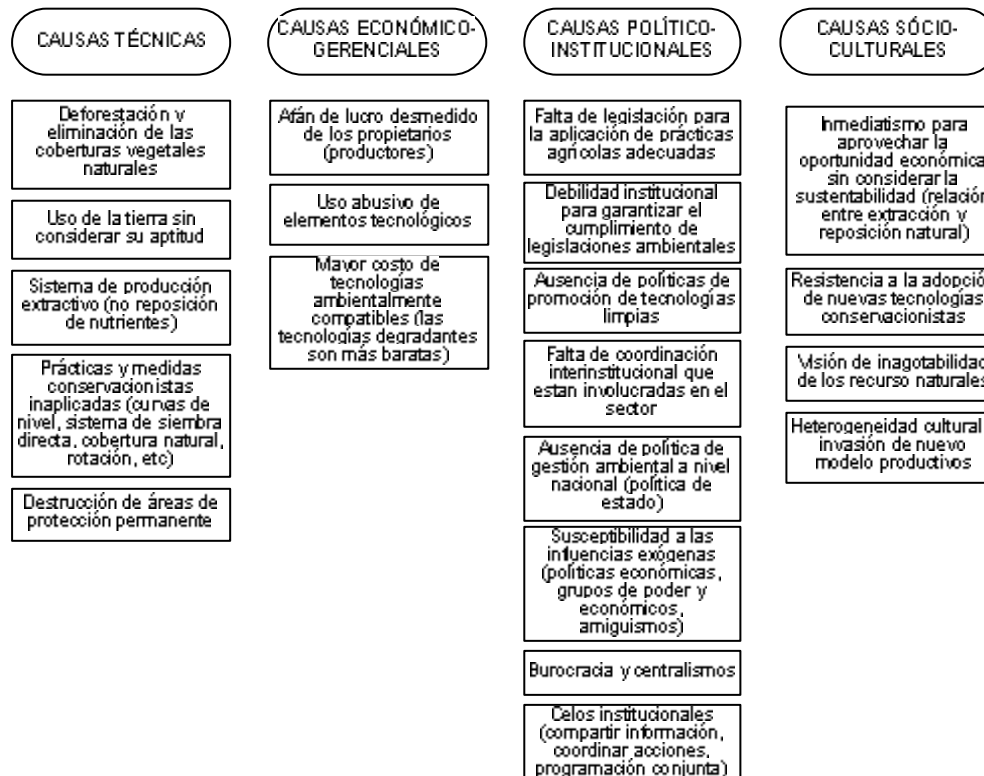 CAUSAS TÉCNICAS
Deforestación y
eliminación de las
coberturas vegetales
naturales
Uso de la tierra sin
considerar su aptitud
Sistema de producción
extractivo (no reposición
de nutrientes)
Prácticas y medidas
conservacionistas
inaplicadas (curvas de
nivel, sistema de siembra
directa, cobertura natural,
rotación, etc)
Destrucción de áreas de
protección permanente
CAUSAS ECONÓMICO-
GERENCIALES
Afán de lucro desmedido
de los propietarios
(productores)
Uso abusivo de
elementos tecnológicos
Mayor costo de
tecnologías
ambientalmente
compatibles (las
tecnologías degradantes
son más baratas)
CAUSAS POLÍTICO-
INSTITUCIONALES
Falta de legislación para
la aplicación de prácticas
agrícolas adecuadas
Debilidad institucional
para garantizar el
cumplimiento de
legislaciones ambientales
Ausencia de políticas de
promoción de tecnologías
limpias
Falta de coordinación
interinstitucional que
estan involucradas en el
sector
Ausencia de política de
gestión ambiental a nivel
nacional (política de
estado)
Susceptibilidad a las
influencias exógenas
(políticas económicas,
grupos de poder y
económicos,
amiguismos)
Burocracia y centralismos
Celos institucionales
(compartir información,
coordinar acciones,
programación conjunta)
CAUSAS SÓCIO-
CULTURALES
Inmediatismo para
aprovechar la
oportunidad económica
sin considerar la
sustentabilidad (relación
entre extracción y
reposición natural)
Resistencia a la adopció
de nuevas tecnologías
conservacionistas
Visión de inagotabilidad
de los recurso naturales
Heterogeneidad cultural
invasión de nuevo
modelo productivos